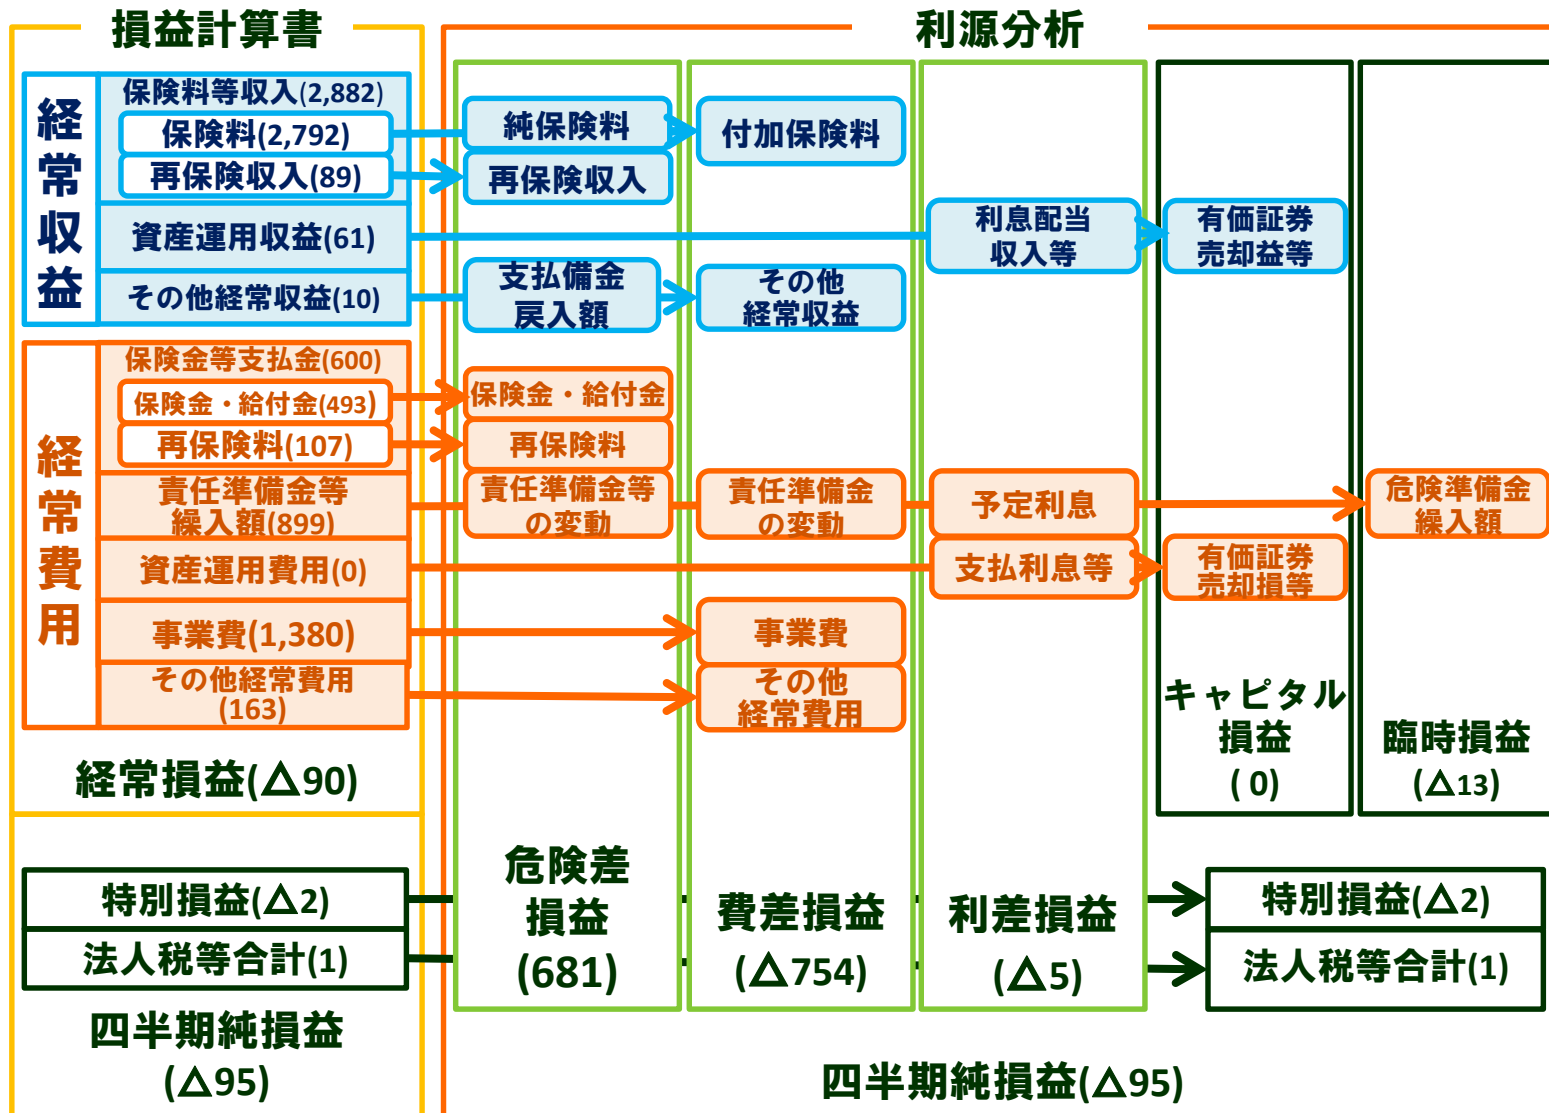 損益計算書
経常収益
保険料等収入(2,882)
保険料(2,792)
再保険収入(89)
資産運用収益(61)
その他経常収益(10)
経常費用
保険金等支払金(600)
保険金・給付金(493)
再保険料(107)
責任準備金等
繰入額(899)
資産運用費用(0)
事業費(1,380)
その他経常費用
(163)
経常損益(△90)
特別損益(△2)
法人税等合計(1)
四半期純損益
(△95)
利源分析
純保険料
再保険収入
支払備金
戻入額
保険金・給付金
再保険料
責任準備金等
の変動
危険差
損益
(681)
付加保険料
その他
経常収益
責任準備金
の変動
事業費
その他
経常費用
費差損益
(△754)
利息配当
収入等
予定利息
支払利息等
利差損益
(△5)
有価証券
売却益等
有価証券
売却損等
キャピタル
損益
( 0)
危険準備金
繰入額
臨時損益
(△13)
特別損益(△2)
法人税等合計(1)
四半期純損益(△95)